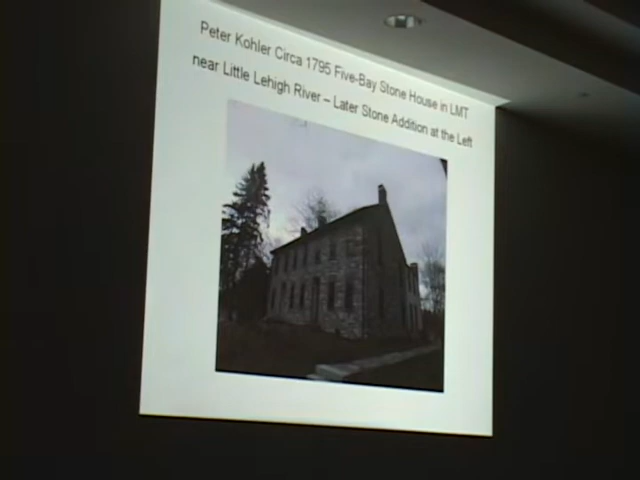 Peter Kohler Circa 1795 Five-Bay Stone House in LMT
near Little Lehigh River – Later Stone Addition at the Left